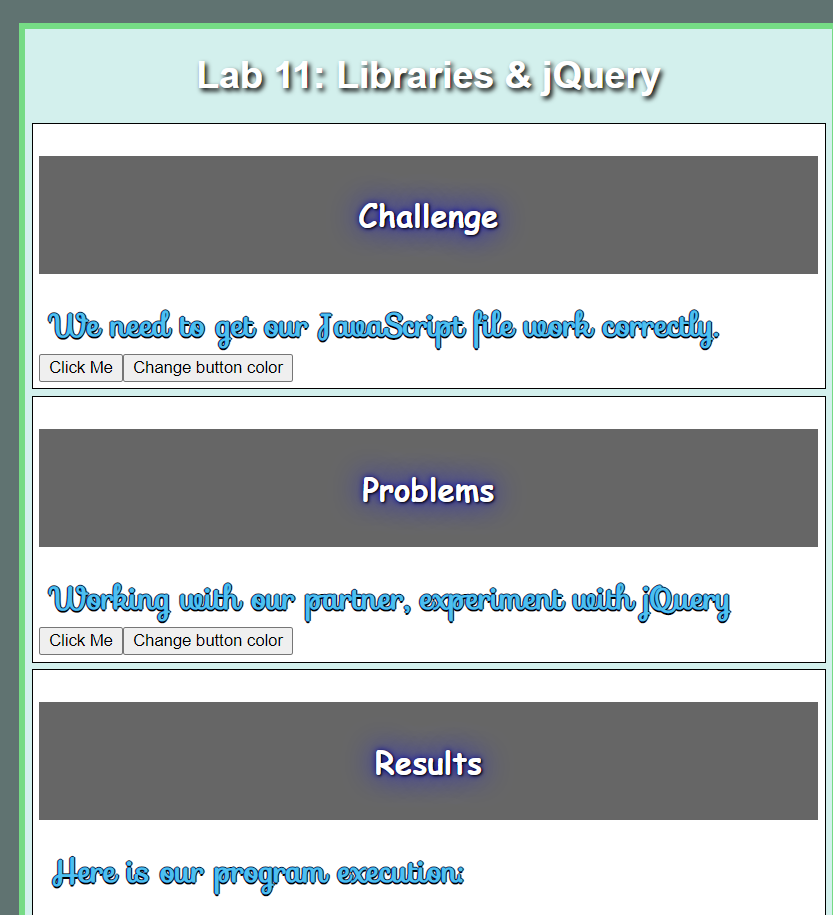 Lab 11: Libraries & jQuery
Challenge
We need to get our JavaScript file work correctly.
Click Me Change button color
Problems
Working with our partner, experiment with jQuery
Click Me Change button color
Results
Here is our program execution: